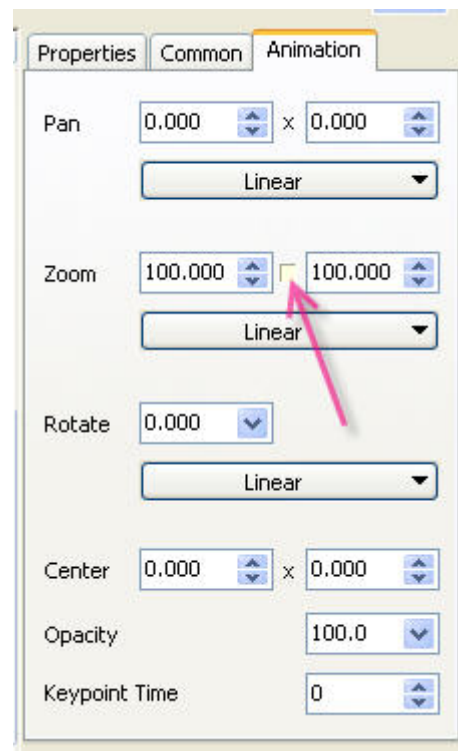 Properties Common Animation
Pan 0.000 x 0.000
Linear
Zoom 100.000 100.000
Linear
Rotate 0.000
Linear
Center 0.000 x 0.000
Opacity 100.0
Keypoint Time 0